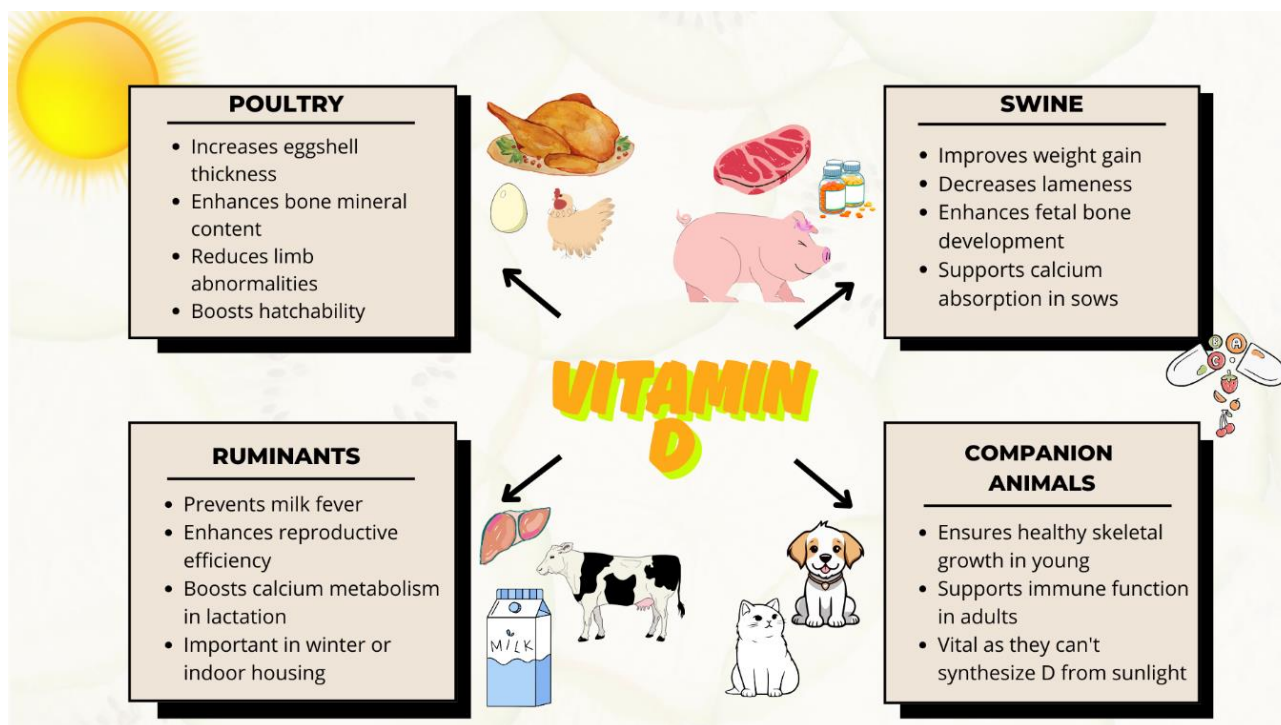 POULTRY
• Increases eggshell
thickness
• Enhances bone mineral
content
• Reduces limb
abnormalities
• Boosts hatchability
SWINE
• Improves weight gain
• Decreases lameness
• Enhances fetal bone
development
• Supports calcium
absorption in sows
VITAMIN
D
B
A
C
RUMINANTS
• Prevents milk fever
• Enhances reproductive
efficiency
• Boosts calcium metabolism
in lactation
• Important in winter or
indoor housing
MILK
COMPANION
ANIMALS
• Ensures healthy skeletal
growth in young
• Supports immune function
in adults
• Vital as they can't
synthesize D from sunlight